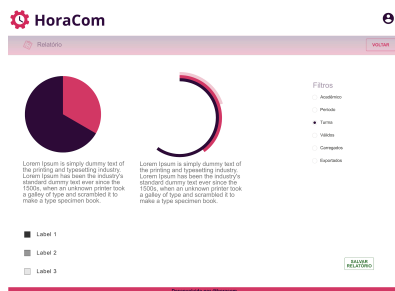 HoraCom
Relatório
VOLTAR
Filtros
Acadêmico
Período
Turma
Válidos
Carregados
Exportados
Lorem Ipsum is simply dummy text of
the printing and typesetting industry.
Lorem Ipsum has been the industry's
standard dummy text ever since the
1500s, when an unknown printer took
a galley of type and scrambled it to
make a type specimen book.
Lorem Ipsum is simply dummy text of
the printing and typesetting industry.
Lorem Ipsum has been the industry's
standard dummy text ever since the
1500s, when an unknown printer took
a galley of type and scrambled it to
make a type specimen book.
Label 1
Label 2
Label 3
SALVAR
RELATÓRIO